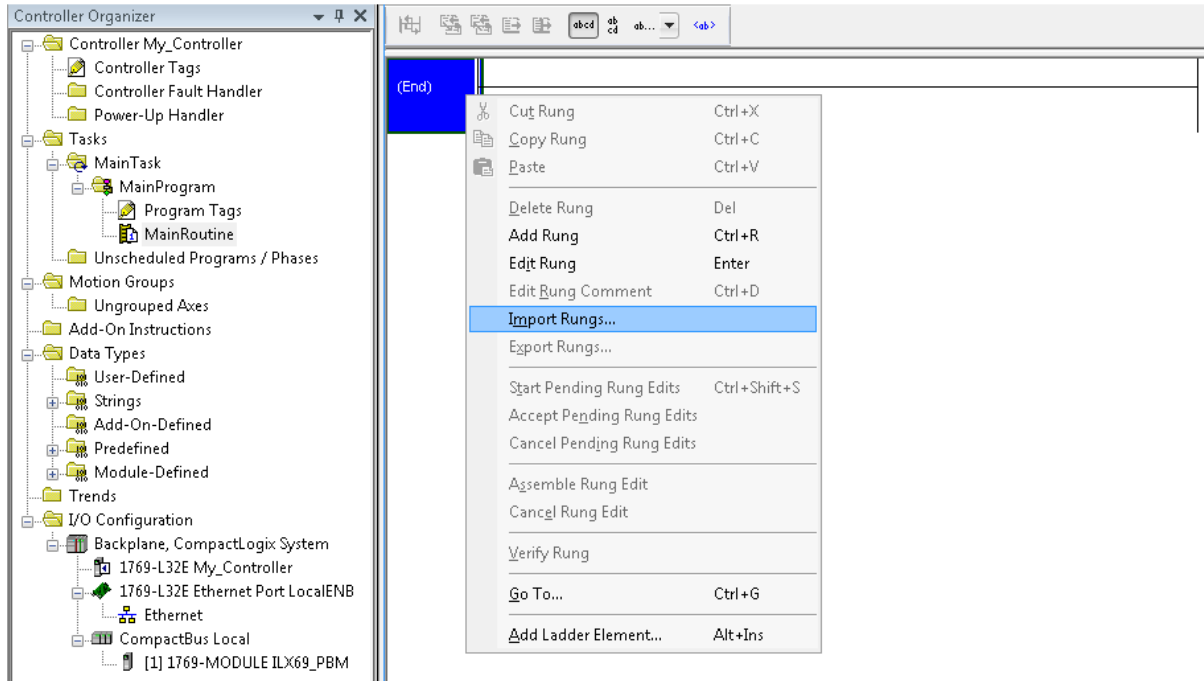 Controller Organizer
Controller My_Controller
Controller Tags
Controller Fault Handler
Power-Up Handler
Tasks
MainTask
MainProgram
Program Tags
MainRoutine
Unscheduled Programs / Phases
Motion Groups
Ungrouped Axes
Add-On Instructions
Data Types
User-Defined
Strings
Add-On-Defined
Predefined
Module-Defined
Trends
I/O Configuration
Backplane, CompactLogix System
1769-L32E My_Controller
1769-L32E Ethernet Port LocalENB
Ethernet
CompactBus Local
[1] 1769-MODULE ILX69_PBM
abcd ab cd ab... <ab>
(End)
Cut Rung Ctrl+X
Copy Rung Ctrl+C
Paste Ctrl+V
Delete Rung Del
Add Rung Ctrl+R
Edit Rung Enter
Edit Rung Comment Ctrl+D
Import Rungs...
Export Rungs...
Start Pending Rung Edits Ctrl+Shift+S
Accept Pending Rung Edits
Cancel Pending Rung Edits
Assemble Rung Edit
Cancel Rung Edit
Verify Rung
Go To... Ctrl+G
Add Ladder Element... Alt+Ins